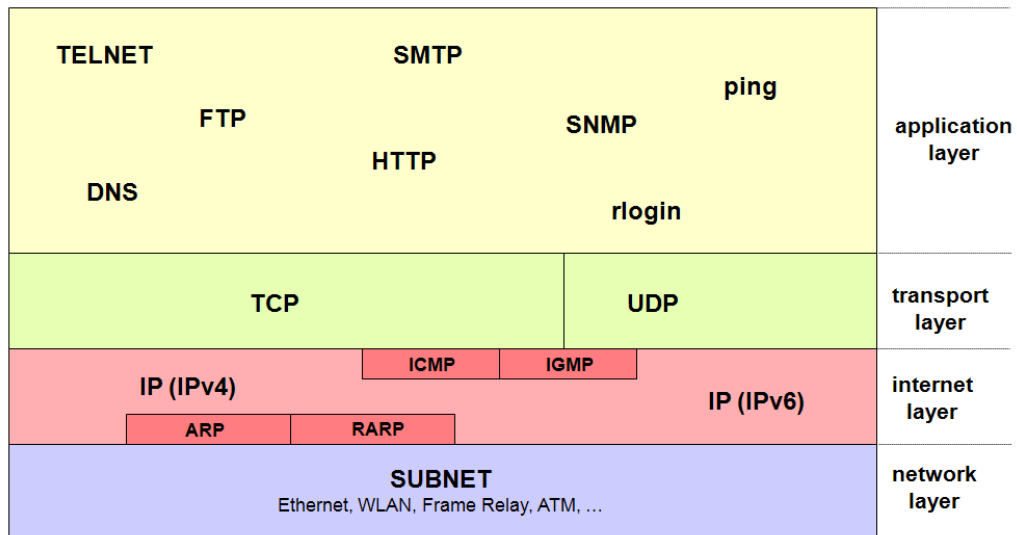 TELNET
SMTP
ping
FTP
SNMP
HTTP
DNS
rlogin
application
layer
TCP
UDP
transport
layer
ICMP
IGMP
IP (IPv4)
IP (IPv6)
ARP
RARP
internet
layer
SUBNET
Ethernet, WLAN, Frame Relay, ATM, ...
network
layer